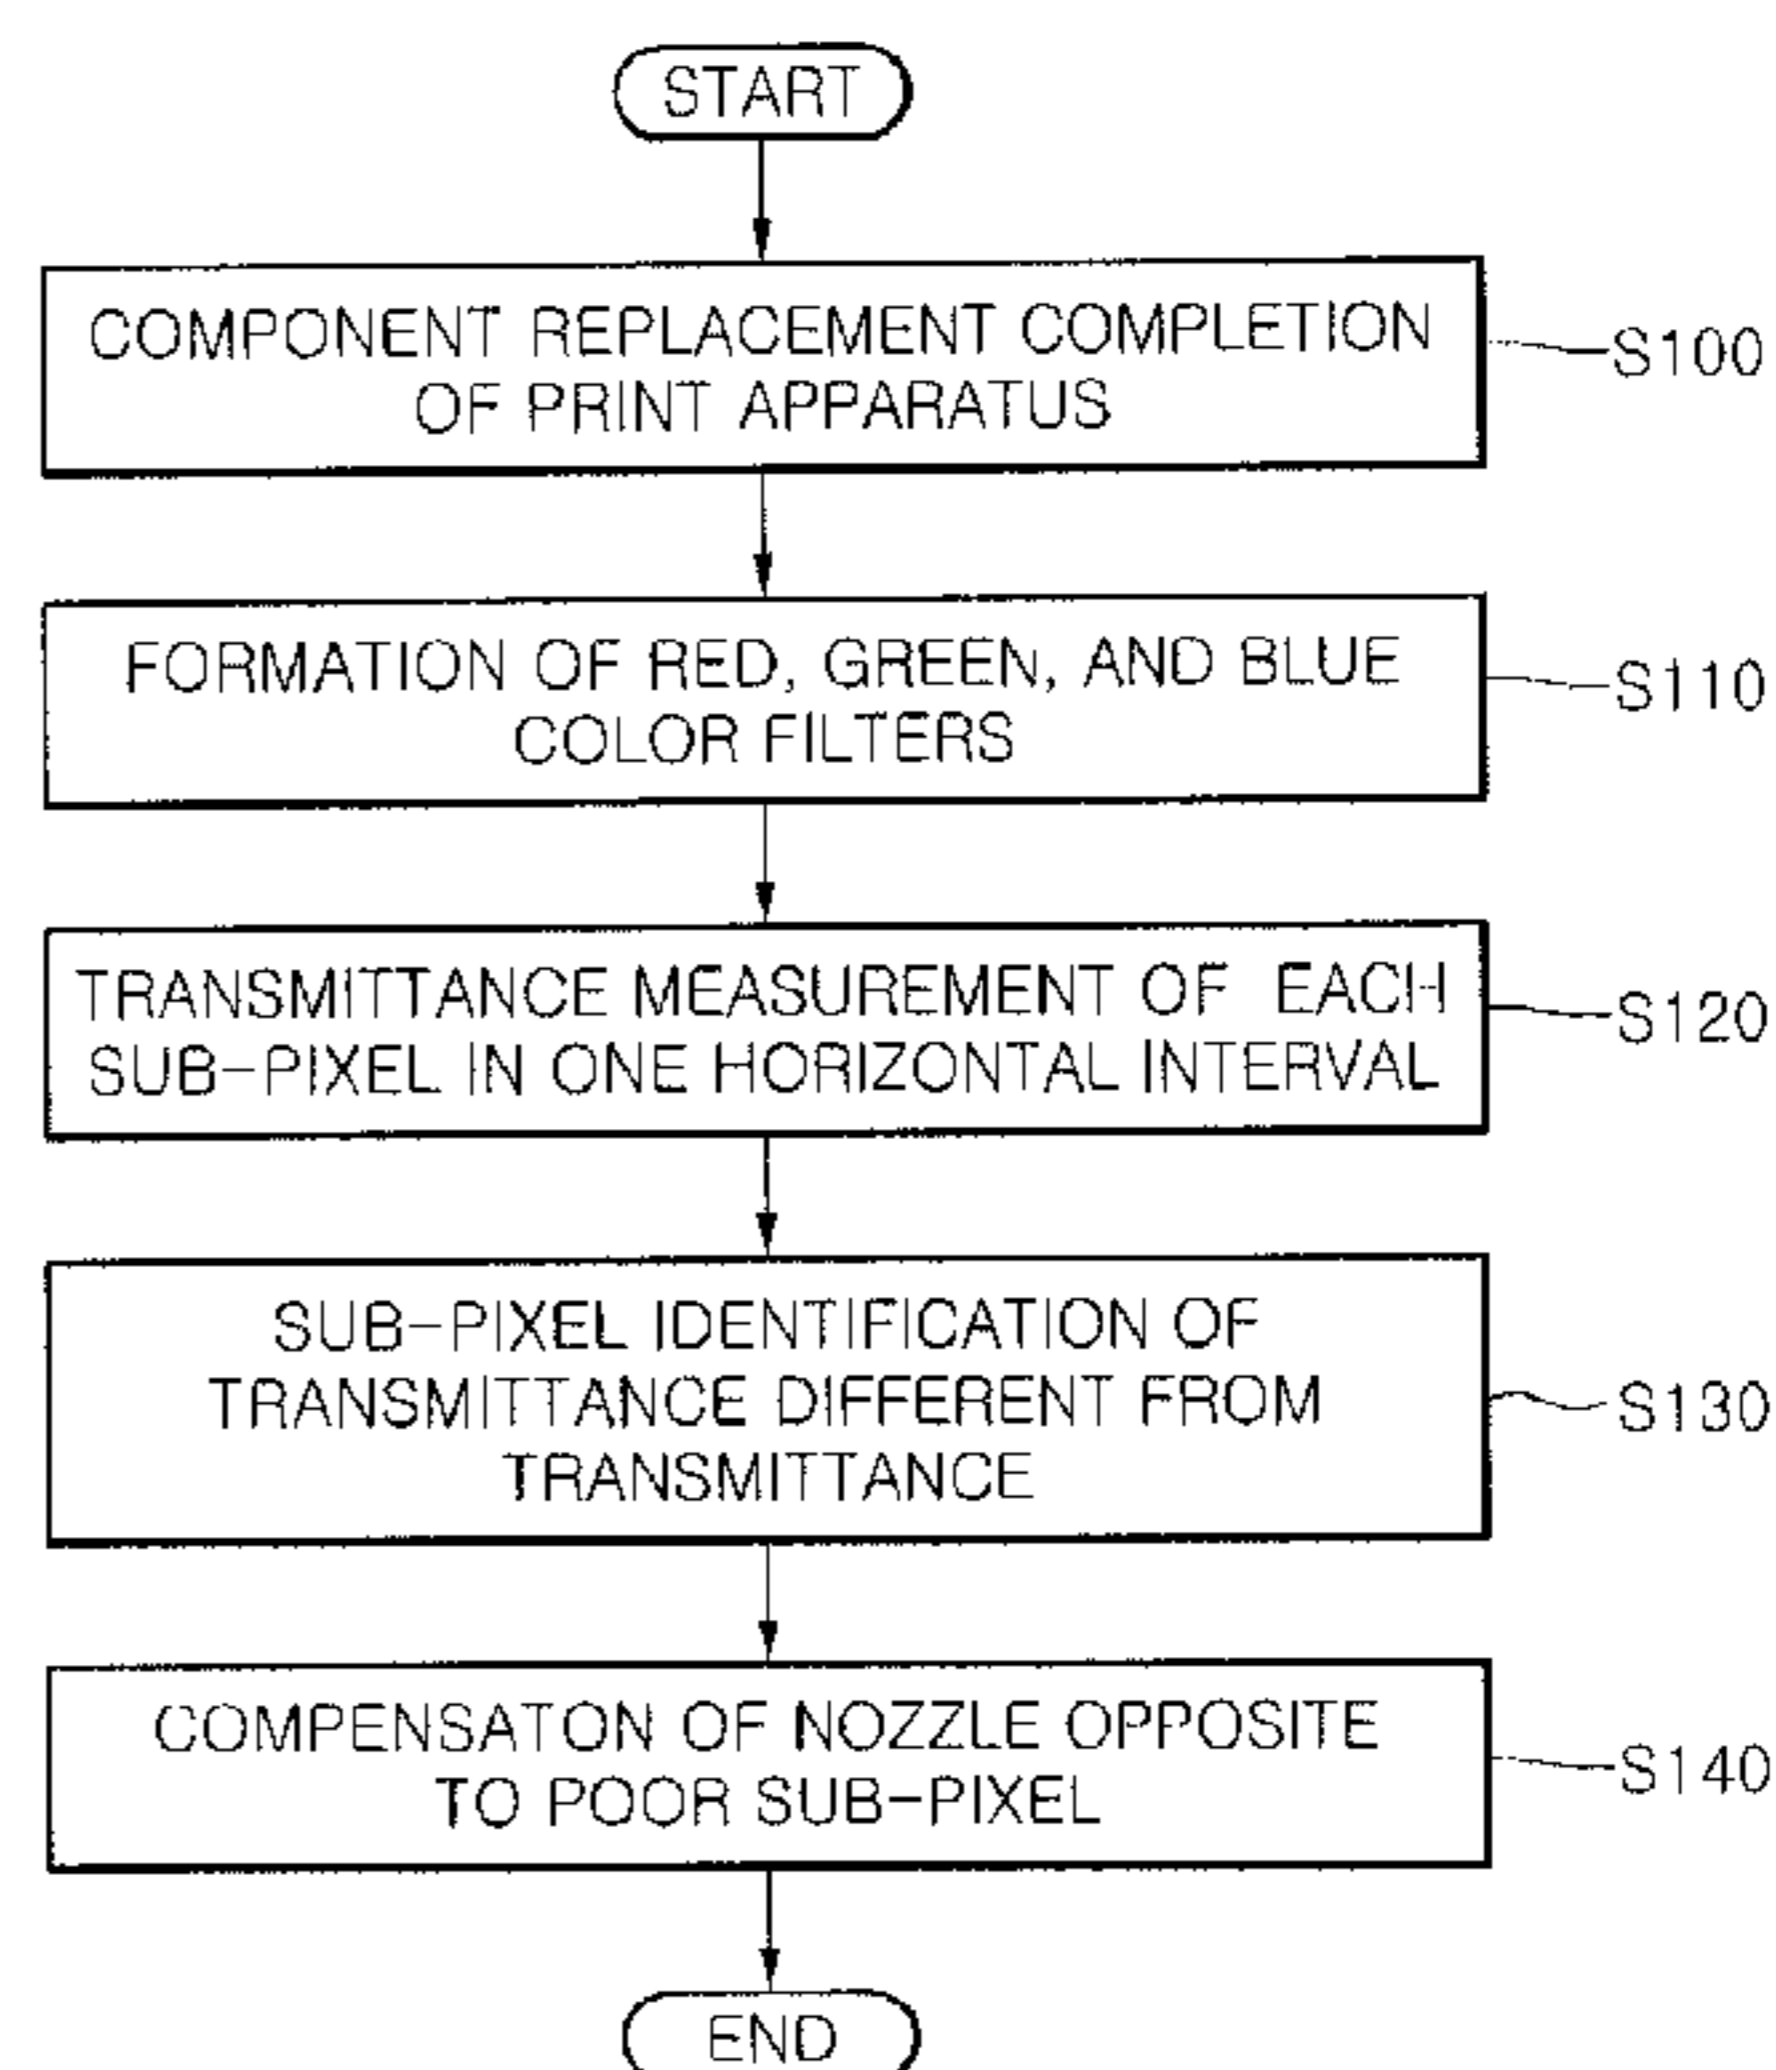 START
COMPONENT REPLACEMENT COMPLETION
OF PRINT APPARATUS
S100
FORMATION OF RED, GREEN, AND BLUE
COLOR FILTERS
S110
TRANSMITTANCE MEASUREMENT OF EACH
SUB-PIXEL IN ONE HORIZONTAL INTERVAL
S120
SUB-PIXEL IDENTIFICATION OF
TRANSMITTANCE DIFFERENT FROM
TRANSMITTANCE
S130
COMPENSATON OF NOZZLE OPPOSITE
TO POOR SUB-PIXEL
S140
END